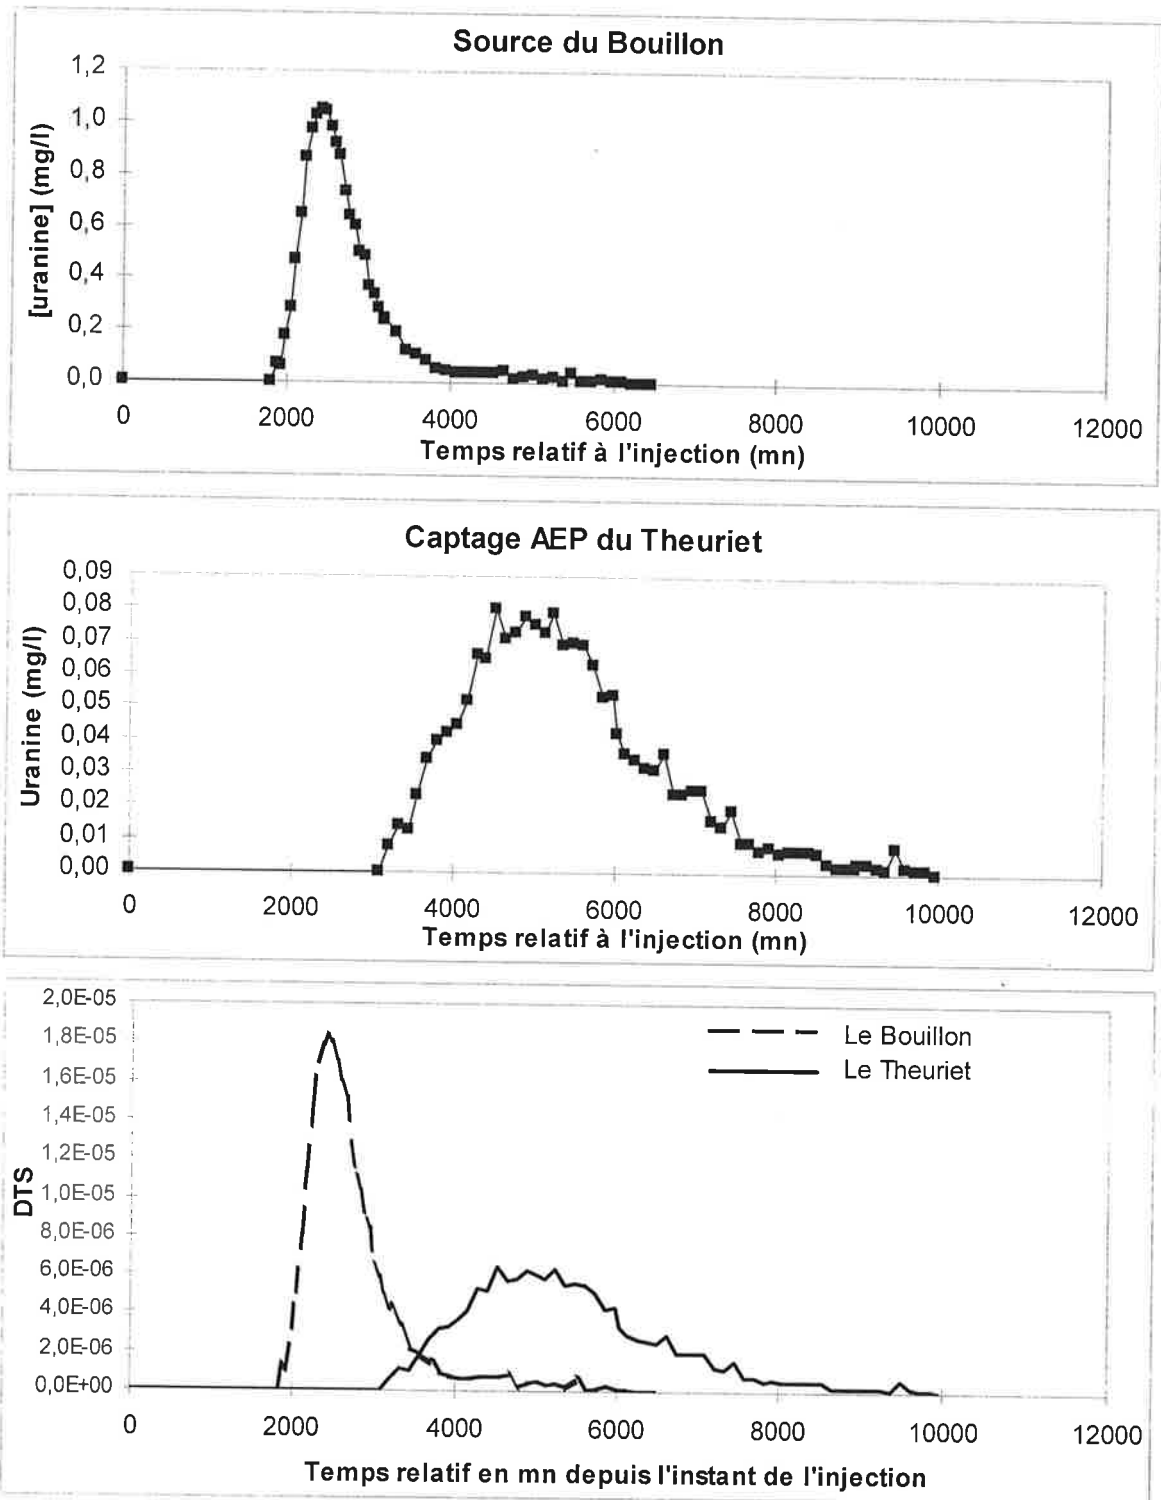 Source du Bouillon
[uranine] (mg/l)
1,2
1,0
0,8
0,6
0,4
0,2
0,0
0 2000 4000 6000 8000 10000 12000
Temps relatif à l'injection (mn)
Captage AEP du Theuriet
Uranine (mg/l)
0,09
0,08
0,07
0,06
0,05
0,04
0,03
0,02
0,01
0,00
0 2000 4000 6000 8000 10000 12000
Temps relatif à l'injection (mn)
DTS
2,0E-05
1,8E-05
1,6E-05
1,4E-05
1,2E-05
1,0E-05
8,0E-06
6,0E-06
4,0E-06
2,0E-06
0,0E+00
Le Bouillon
Le Theuriet
0 2000 4000 6000 8000 10000 12000
Temps relatif en mn depuis l'instant de l'injection